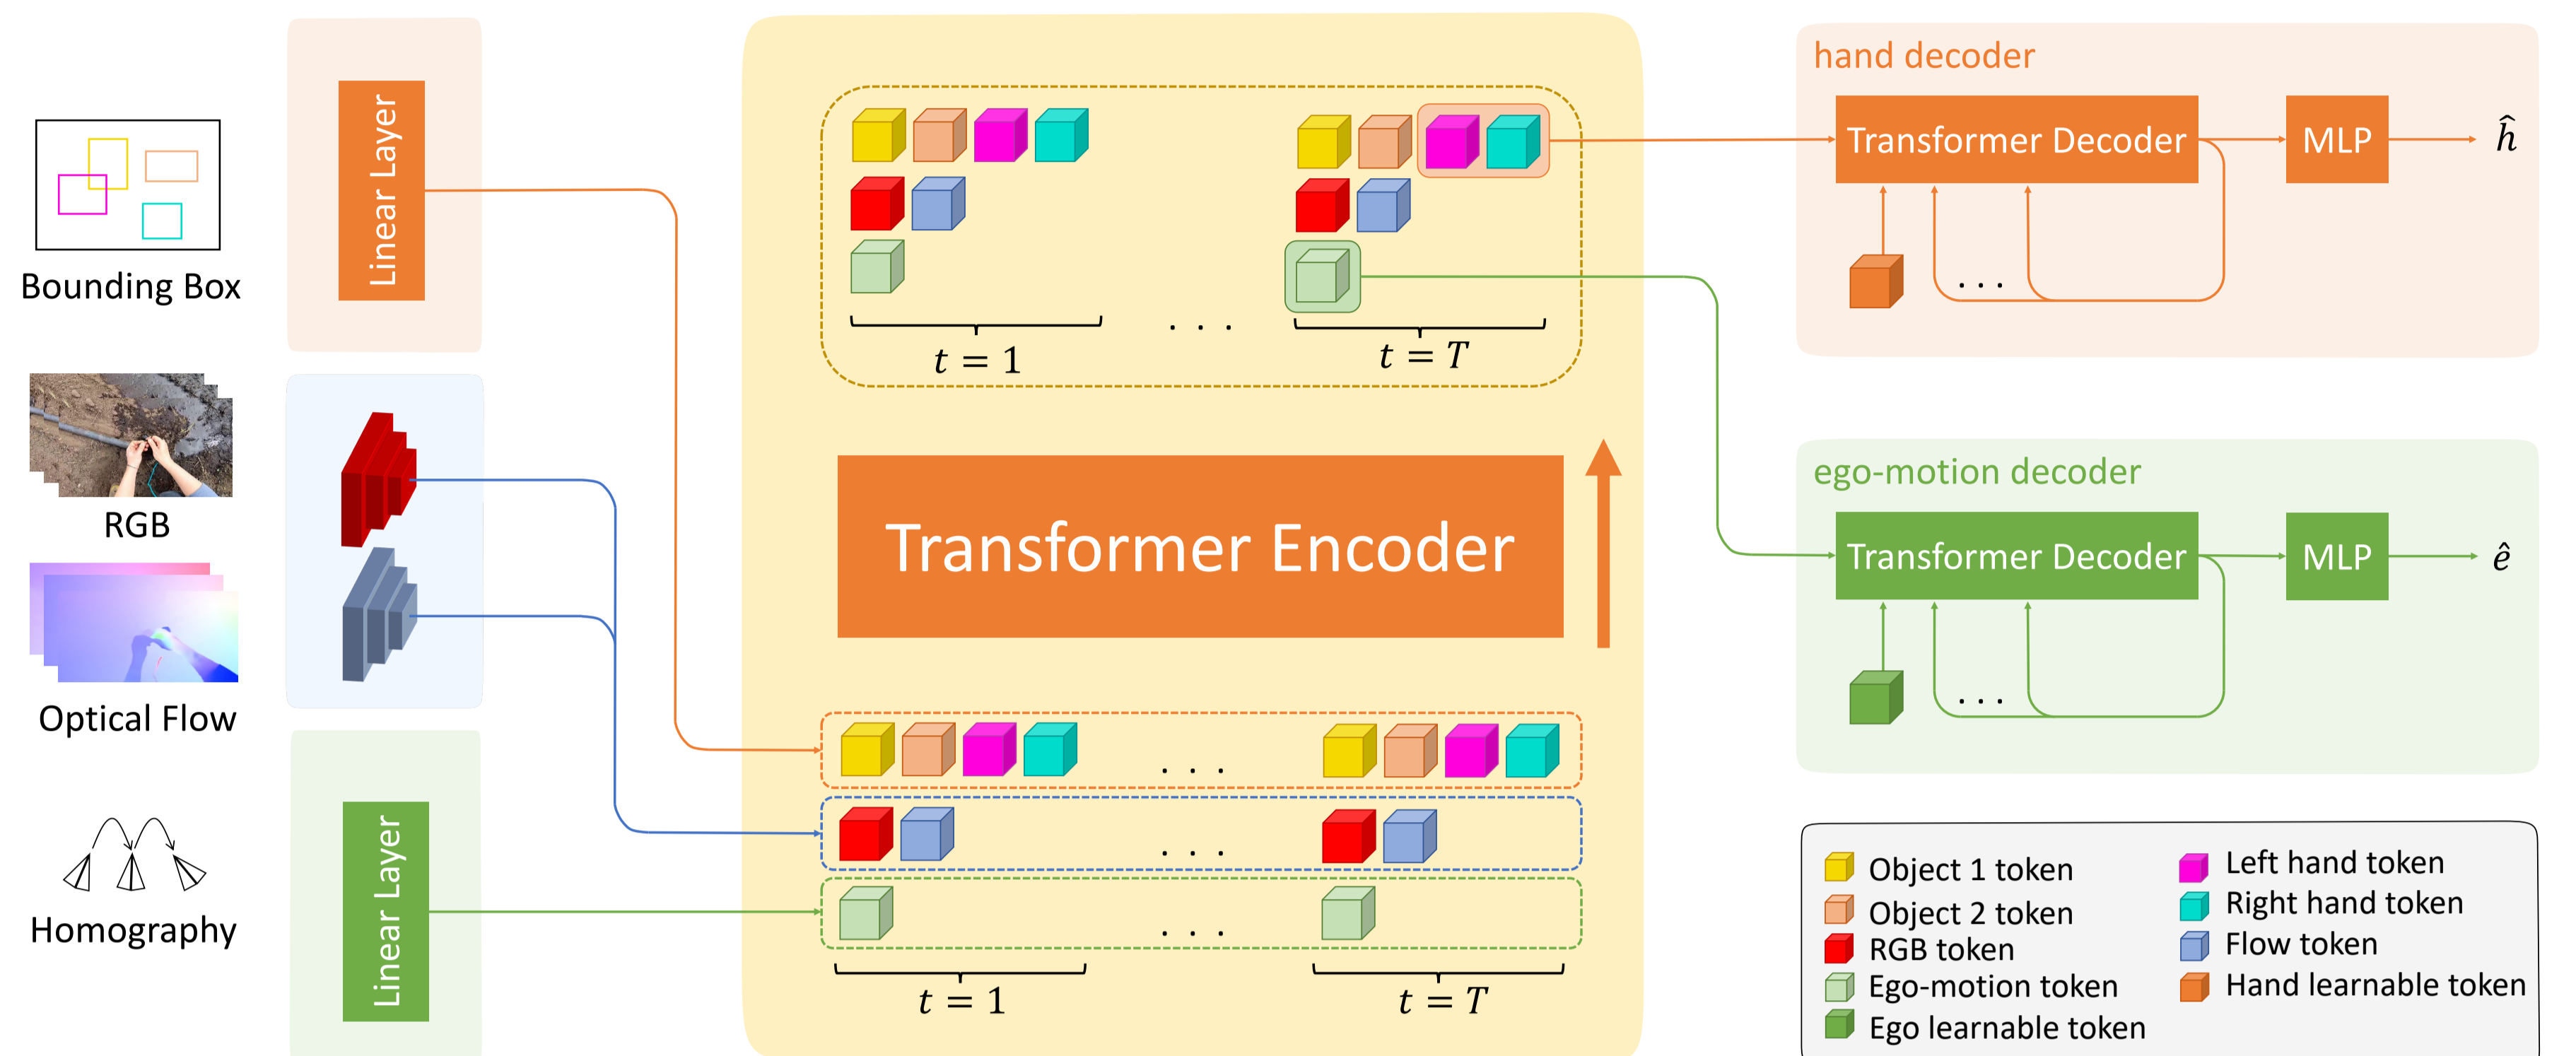 Bounding Box
RGB
Optical Flow
Homography
Linear Layer
Linear Layer
t = 1
. . .
t = T
Transformer Encoder
. . .
. . .
. . .
t = 1
t = T
hand decoder
Transformer Decoder
MLP
ĥ
. . .
ego-motion decoder
Transformer Decoder
MLP
ê
. . .
Object 1 token
Object 2 token
RGB token
Ego-motion token
Ego learnable token
Left hand token
Right hand token
Flow token
Hand learnable token